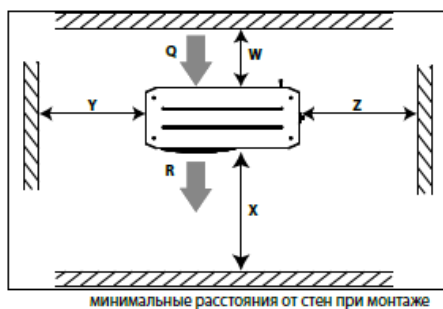 Q
W
Y
Z
R
X
минимальные расстояния от стен при монтаже